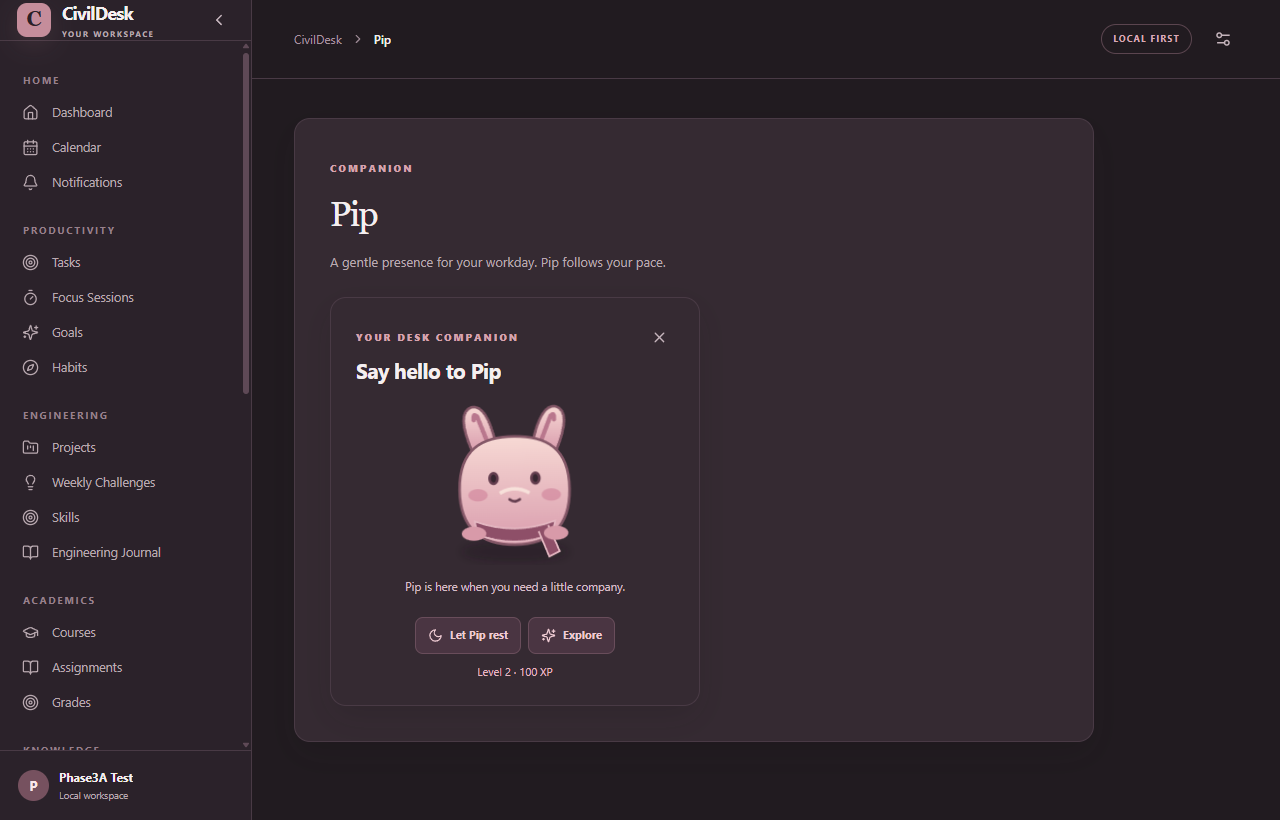 C
CivilDesk
YOUR WORKSPACE
HOME
Dashboard
Calendar
Notifications
PRODUCTIVITY
Tasks
Focus Sessions
Goals
Habits
ENGINEERING
Projects
Weekly Challenges
Skills
Engineering Journal
ACADEMICS
Courses
Assignments
Grades
KNOWLEDGE
P
Phase3A Test
Local workspace
CivilDesk > Pip
LOCAL FIRST
COMPANION
Pip
A gentle presence for your workday. Pip follows your pace.
YOUR DESK COMPANION
Say hello to Pip
Pip is here when you need a little company.
Let Pip rest
Explore
Level 2 · 100 XP